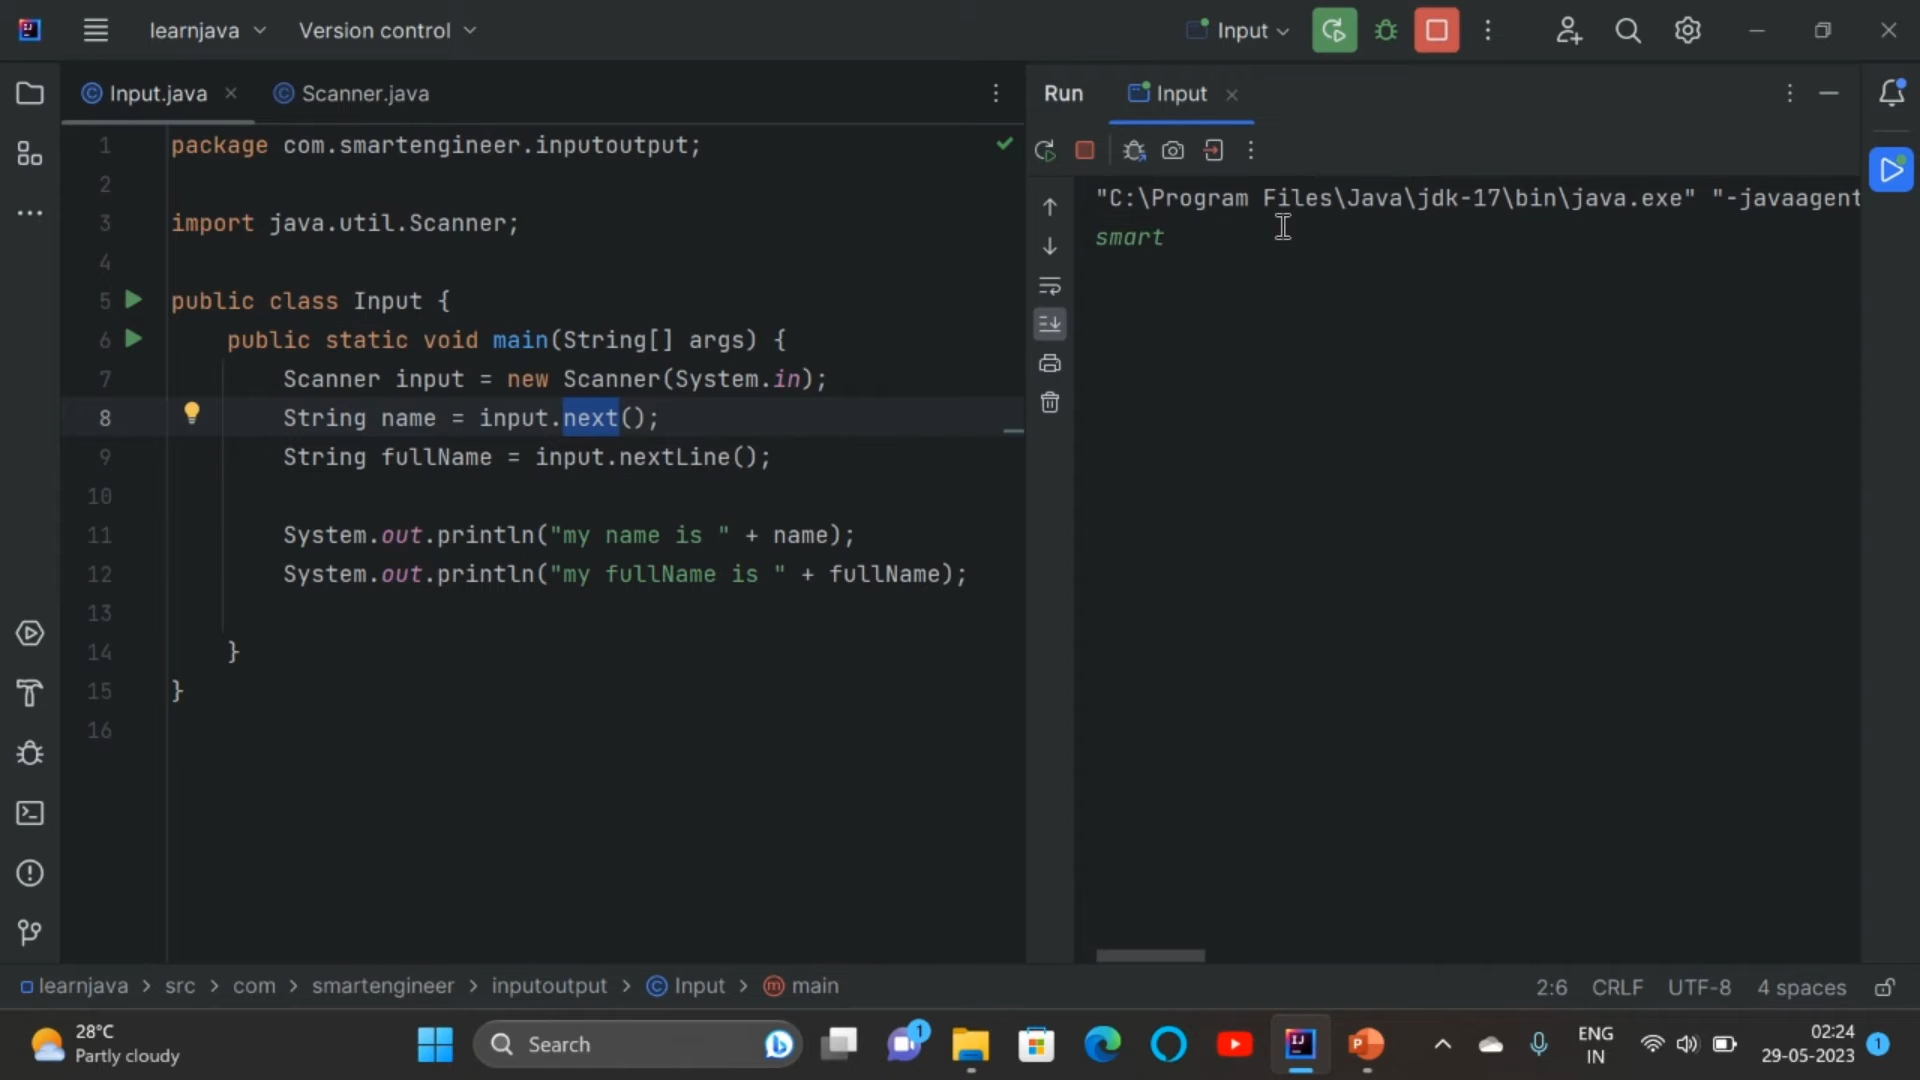 learnjava
Version control
Input
Input.java
Scanner.java
Run
Input
1 package com.smartengineer.inputoutput;
2
3 import java.util.Scanner;
4
5 public class Input {
6 public static void main(String[] args) {
7 Scanner input = new Scanner(System.in);
8 String name = input.next();
9 String fullName = input.nextLine();
10
11 System.out.println("my name is " + name);
12 System.out.println("my fullName is " + fullName);
13
14 }
15 }
16
"C:\Program Files\Java\jdk-17\bin\java.exe" "-javaagent
smart
learnjava > src > com > smartengineer > inputoutput > Input > main
2:6 CRLF UTF-8 4 spaces
28°C
Partly cloudy
Search
1
ENG
IN
02:24
29-05-2023
1